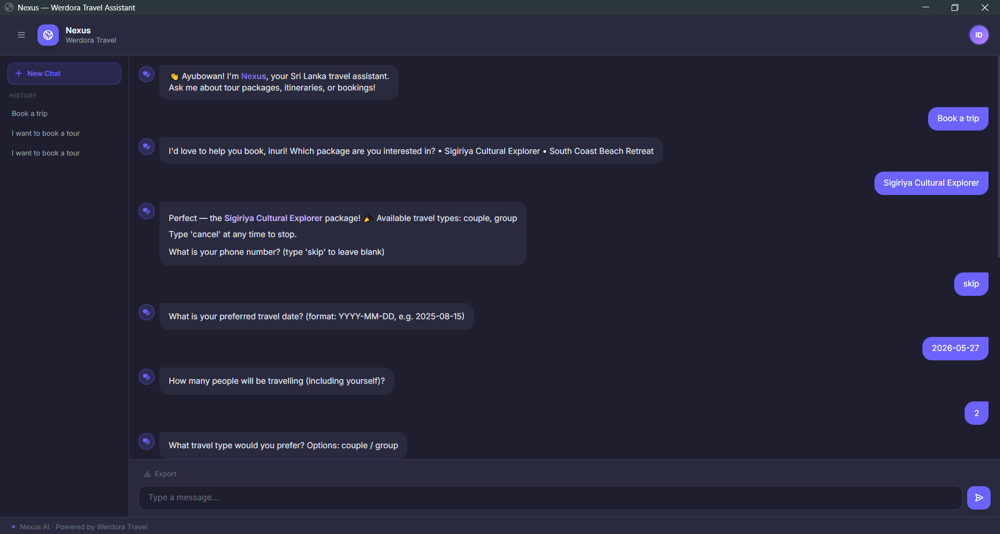 Nexus — Werdora Travel Assistant
Nexus
Werdora Travel
ID
+ New Chat
HISTORY
Book a trip
I want to book a tour
I want to book a tour
👋 Ayubowan! I'm Nexus, your Sri Lanka travel assistant.
Ask me about tour packages, itineraries, or bookings!
Book a trip
I'd love to help you book, inuri! Which package are you interested in? • Sigiriya Cultural Explorer • South Coast Beach Retreat
Sigiriya Cultural Explorer
Perfect — the Sigiriya Cultural Explorer package! 🎉 Available travel types: couple, group
Type 'cancel' at any time to stop.
What is your phone number? (type 'skip' to leave blank)
skip
What is your preferred travel date? (format: YYYY-MM-DD, e.g. 2025-08-15)
2026-05-27
How many people will be travelling (including yourself)?
2
What travel type would you prefer? Options: couple / group
Export
Type a message...
Nexus AI · Powered by Werdora Travel